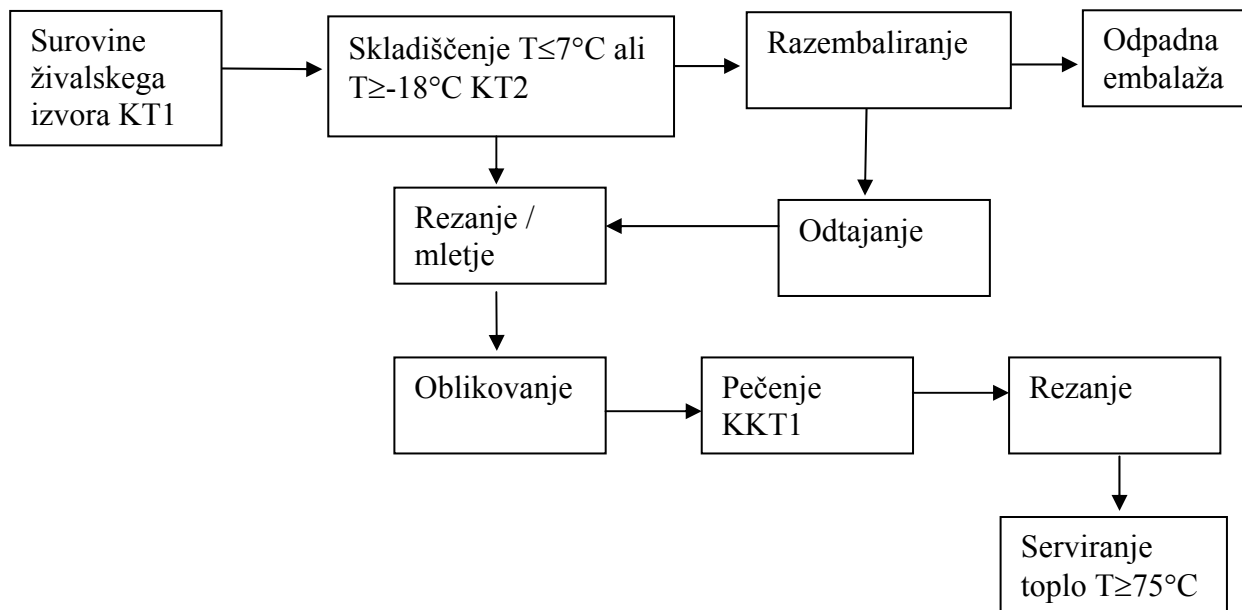 Surovine
živalskega
izvora KT1
Skladiščenje T≤7°C ali
T≥-18°C KT2
Razembaliranje
Odpadna
embalaža
Rezanje /
mletje
Odtajanje
Oblikovanje
Pečenje
KKT1
Rezanje
Serviranje
toplo T≥75°C